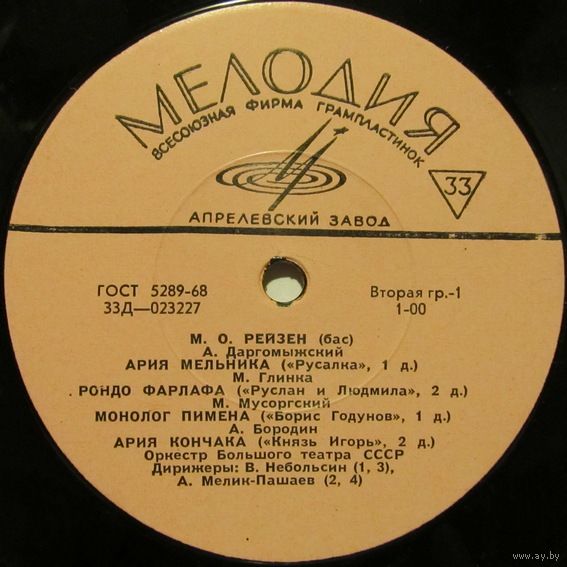 МЕЛОДИЯ
ВСЕСОЮЗНАЯ ФИРМА ГРАМПЛАСТИНОК
33
АПРЕЛЕВСКИЙ ЗАВОД
ГОСТ 5289-68
Вторая гр.-1
33Д—023227
1-00
М. О. РЕЙЗЕН (бас)
А. Даргомыжский
АРИЯ МЕЛЬНИКА («Русалка», 1 д.)
М. Глинка
РОНДО ФАРЛАФА («Руслан и Людмила», 2 д.)
М. Мусоргский
МОНОЛОГ ПИМЕНА («Борис Годунов», 1 д.)
А. Бородин
АРИЯ КОНЧАКА («Князь Игорь», 2 д.)
Оркестр Большого театра СССР
Дирижеры: В. Небольсин (1, 3),
А. Мелик-Пашаев (2, 4)
www.ay.by